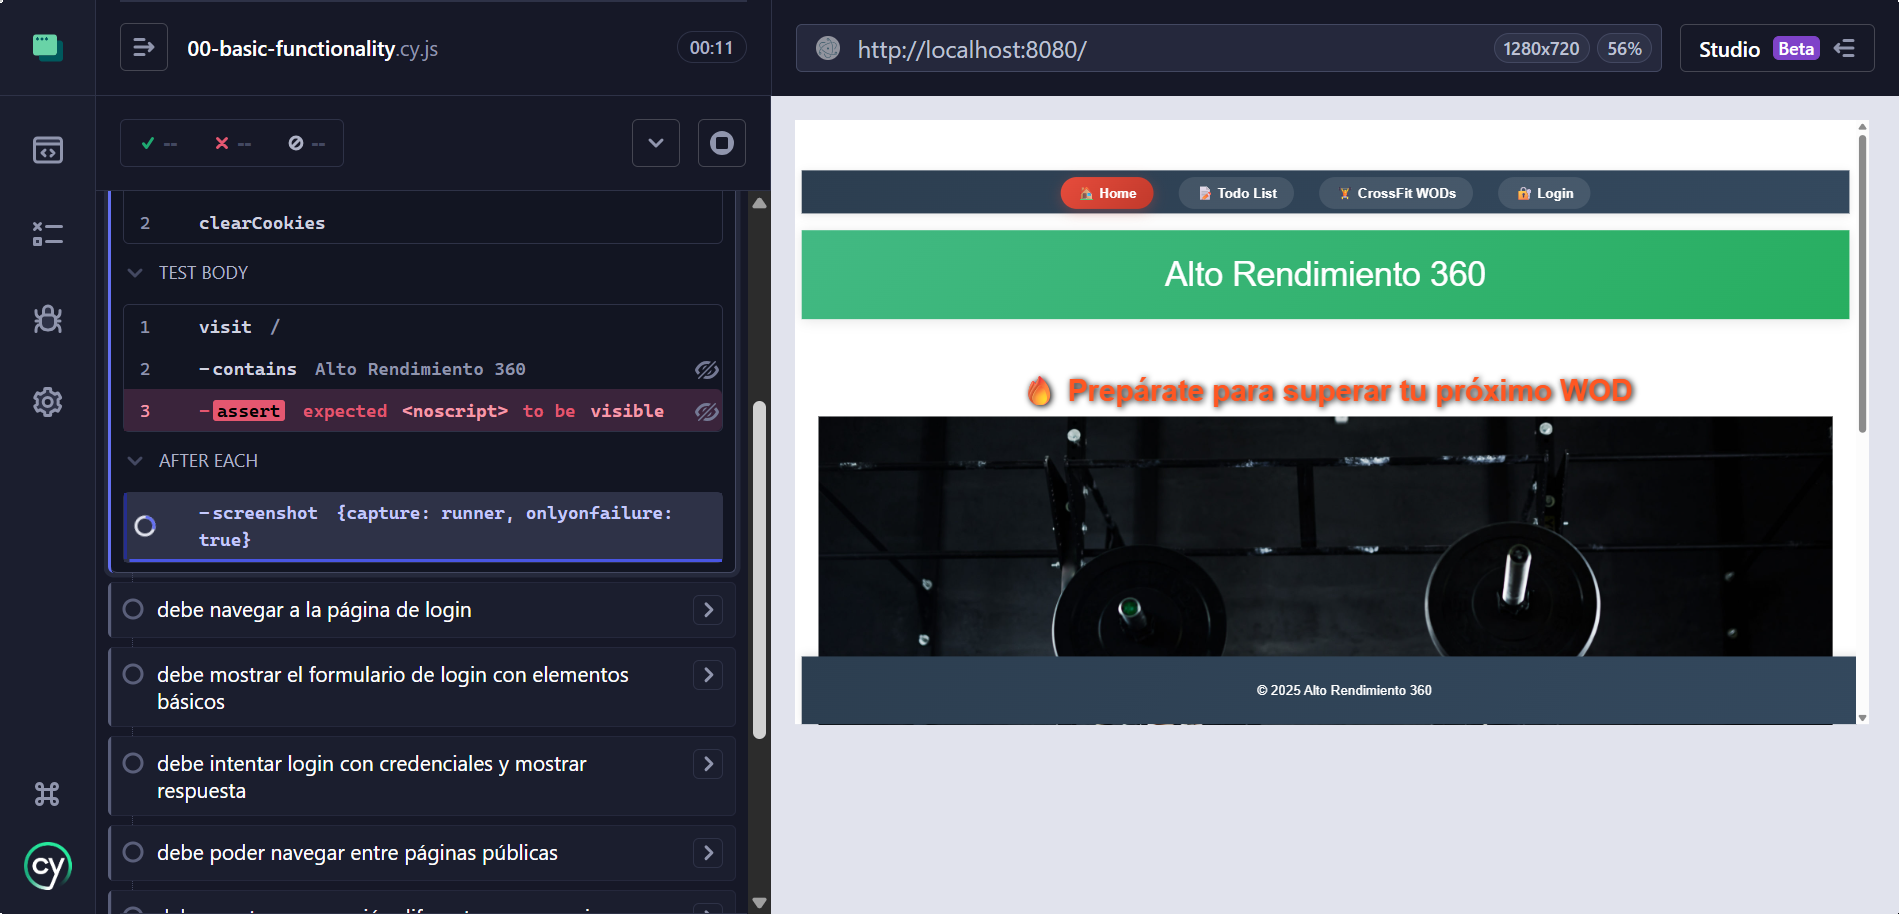 00-basic-functionality.cy.js
00:11
-- -- --
2 clearCookies
TEST BODY
1 visit /
2 -contains Alto Rendimiento 360
3 -assert expected <noscript> to be visible
AFTER EACH
-screenshot {capture: runner, onlyonfailure:
true}
debe navegar a la página de login
debe mostrar el formulario de login con elementos
básicos
debe intentar login con credenciales y mostrar
respuesta
debe poder navegar entre páginas públicas
cy
http://localhost:8080/
1280x720
56%
Studio Beta
Home
Todo List
CrossFit WODs
Login
Alto Rendimiento 360
Prepárate para superar tu próximo WOD
© 2025 Alto Rendimiento 360